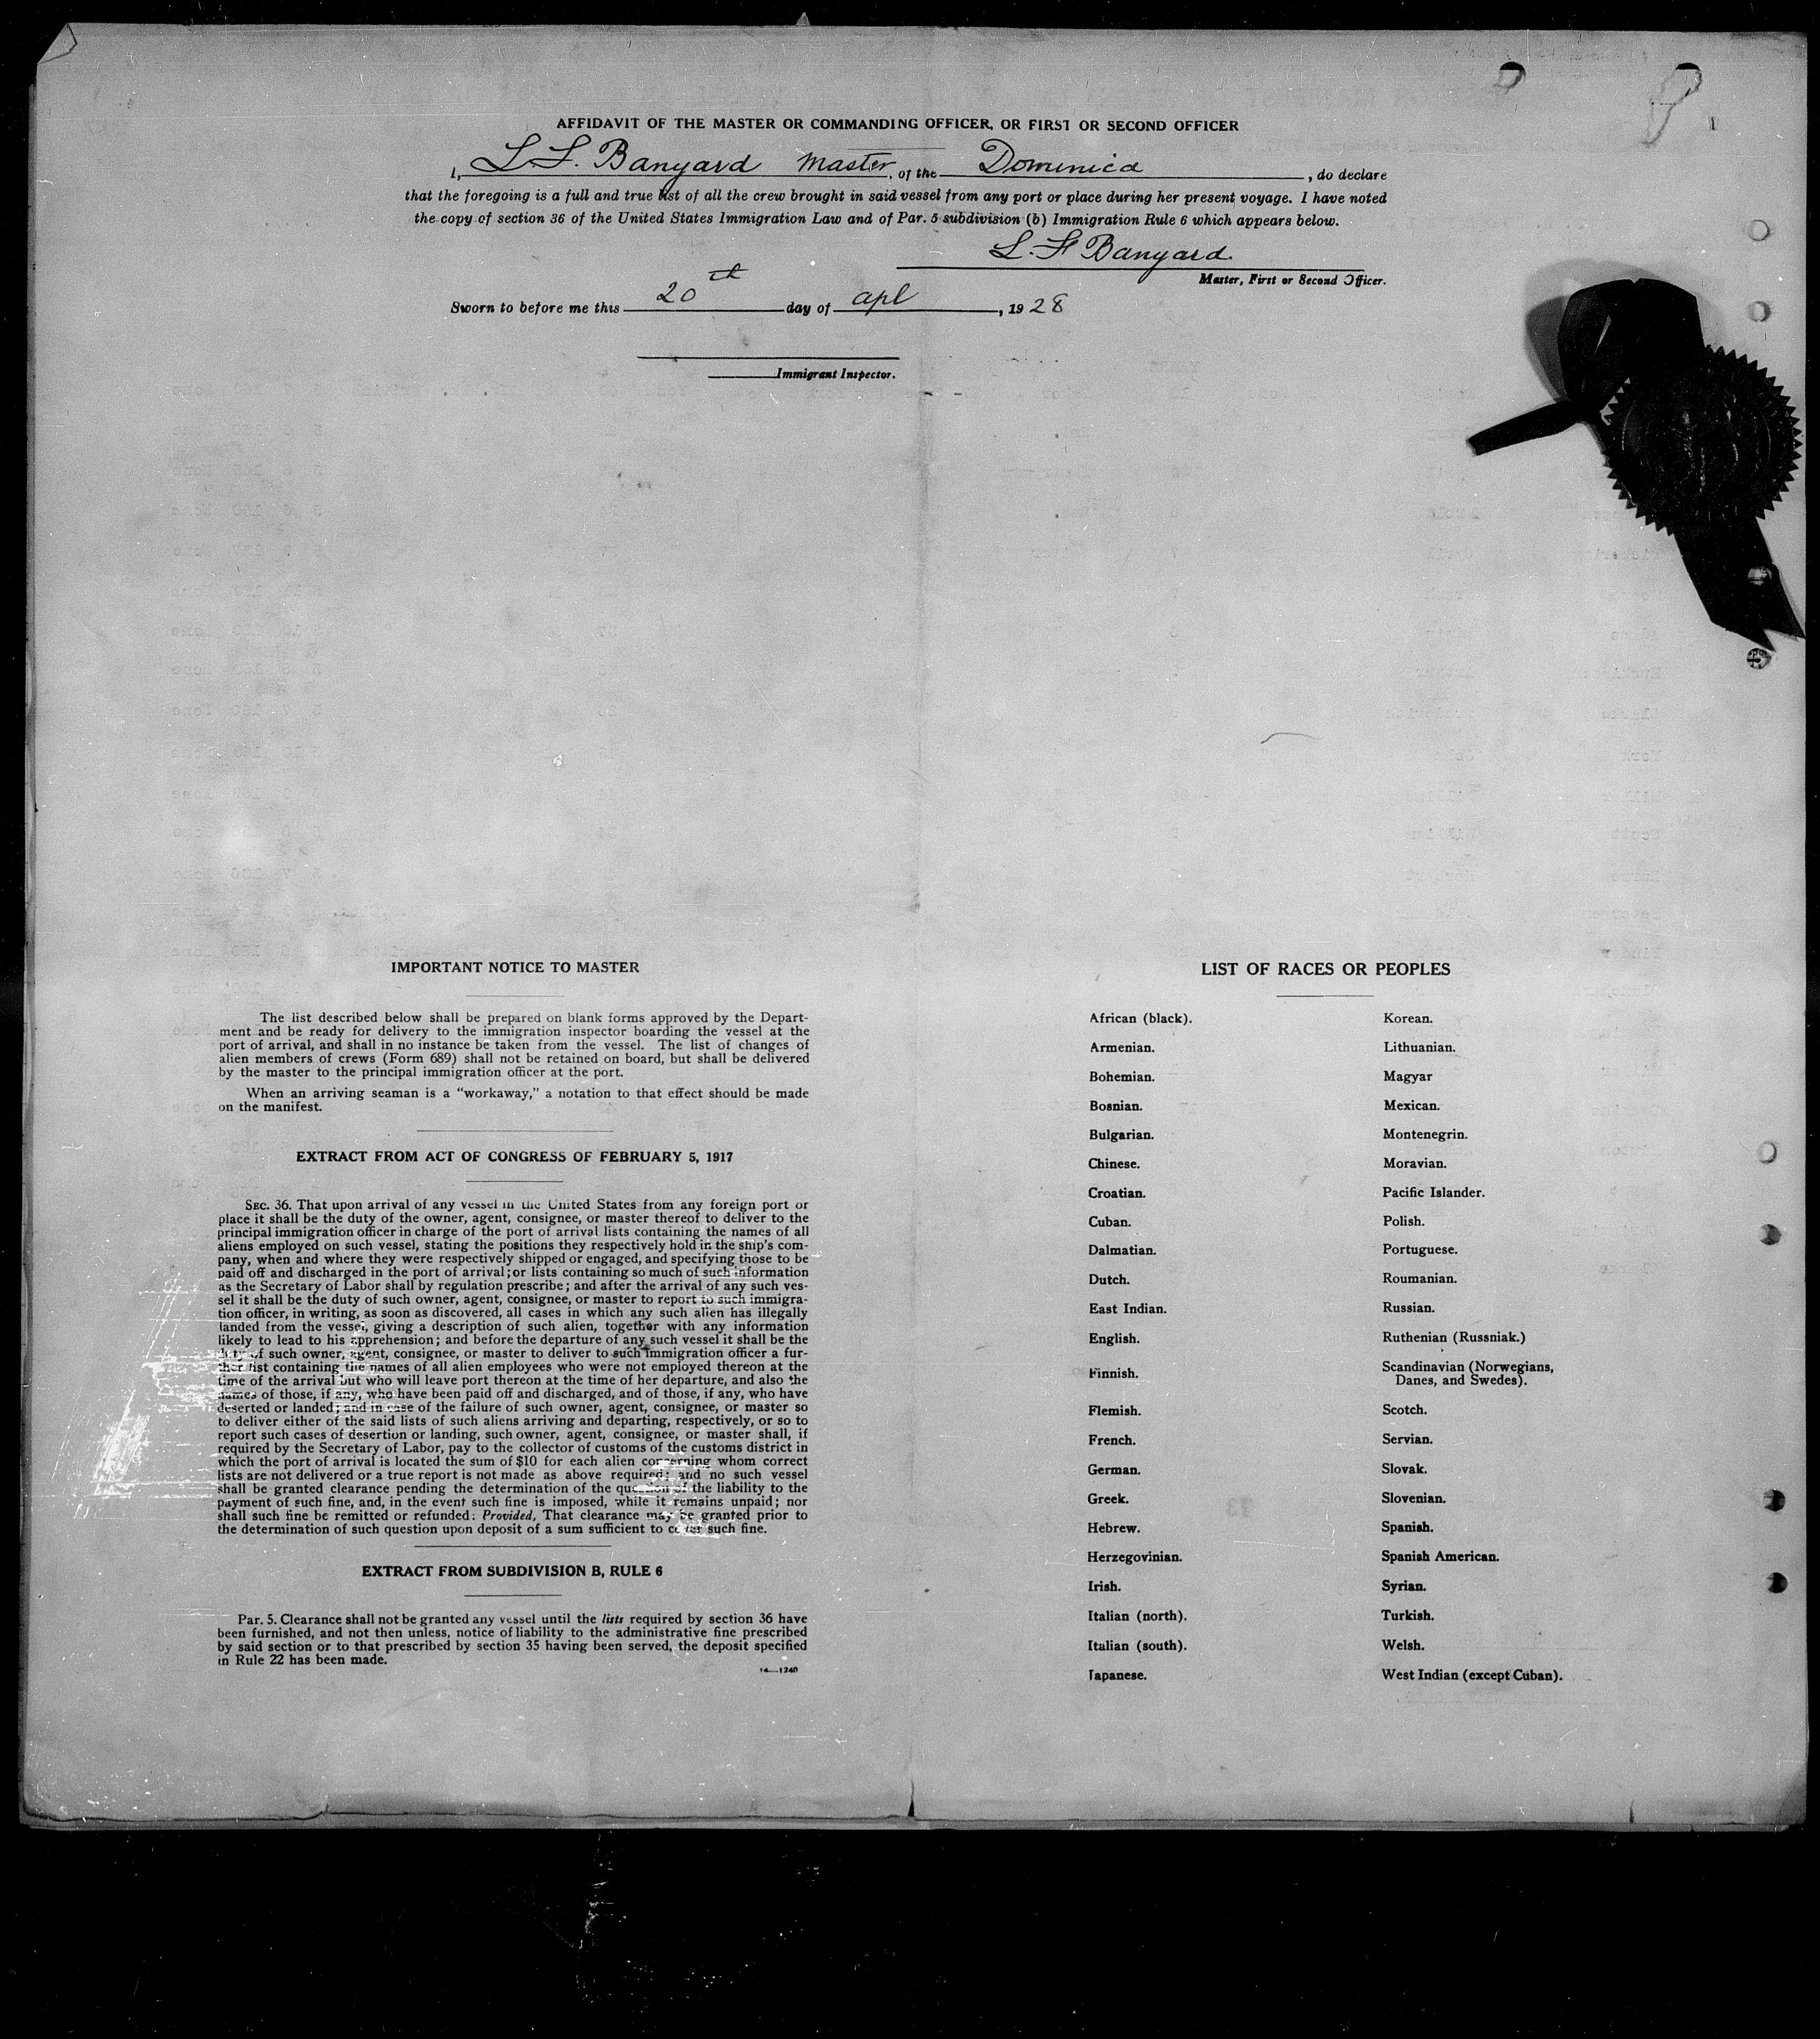 AFFIDAVIT OF THE MASTER OR COMMANDING OFFICER, OR FIRST OR SECOND OFFICER
I, L F. Banyard Master, of the Dominica, do declare
that the foregoing is a full and true list of all the crew brought in said vessel from any port or place during her present voyage. I have noted
the copy of section 36 of the United States Immigration Law and of Par. 5 subdivision (b) Immigration Rule 6 which appears below.
L. F Banyard
Master, First or Second Officer.
Sworn to before me this 20th day of apl, 1928
Immigrant Inspector.
IMPORTANT NOTICE TO MASTER
The list described below shall be prepared on blank forms approved by the Depart-
ment and be ready for delivery to the immigration inspector boarding the vessel at the
port of arrival, and shall in no instance be taken from the vessel. The list of changes of
alien members of crews (Form 689) shall not be retained on board, but shall be delivered
by the master to the principal immigration officer at the port.
When an arriving seaman is a "workaway," a notation to that effect should be made
on the manifest.
EXTRACT FROM ACT OF CONGRESS OF FEBRUARY 5, 1917
SEC. 36. That upon arrival of any vessel in the United States from any foreign port or
place it shall be the duty of the owner, agent, consignee, or master thereof to deliver to the
principal immigration officer in charge of the port of arrival lists containing the names of all
aliens employed on such vessel, stating the positions they respectively hold in the ship's com-
pany, when and where they were respectively shipped or engaged, and specifying those to be
paid off and discharged in the port of arrival; or lists containing so much of such information
as the Secretary of Labor shall by regulation prescribe; and after the arrival of any such ves-
sel it shall be the duty of such owner, agent, consignee, or master to report to such immigra-
tion officer, in writing, as soon as discovered, all cases in which any such alien has illegally
landed from the vessel, giving a description of such alien, together with any information
likely to lead to his apprehension; and before the departure of any such vessel it shall be the
duty of such owner, agent, consignee, or master to deliver to such immigration officer a fur-
ther list containing the names of all alien employees who were not employed thereon at the
time of the arrival but who will leave port thereon at the time of her departure, and also the
names of those, if any, who have been paid off and discharged, and of those, if any, who have
deserted or landed; and in case of the failure of such owner, agent, consignee, or master so
to deliver either of the said lists of such aliens arriving and departing, respectively, or so to
report such cases of desertion or landing, such owner, agent, consignee, or master shall, if
required by the Secretary of Labor, pay to the collector of customs of the customs district in
which the port of arrival is located the sum of $10 for each alien concerning whom correct
lists are not delivered or a true report is not made as above required; and no such vessel
shall be granted clearance pending the determination of the question of the liability to the
payment of such fine, and, in the event such fine is imposed, while it remains unpaid; nor
shall such fine be remitted or refunded: Provided, That clearance may be granted prior to
the determination of such question upon deposit of a sum sufficient to cover such fine.
EXTRACT FROM SUBDIVISION B, RULE 6
Par. 5. Clearance shall not be granted any vessel until the lists required by section 36 have
been furnished, and not then unless, notice of liability to the administrative fine prescribed
by said section or to that prescribed by section 35 having been served, the deposit specified
in Rule 22 has been made.
14—1240
LIST OF RACES OR PEOPLES
African (black).
Armenian.
Bohemian.
Bosnian.
Bulgarian.
Chinese.
Croatian.
Cuban.
Dalmatian.
Dutch.
East Indian.
English.
Finnish.
Flemish.
French.
German.
Greek.
Hebrew.
Herzegovinian.
Irish.
Italian (north).
Italian (south).
Japanese.
Korean.
Lithuanian.
Magyar
Mexican.
Montenegrin.
Moravian.
Pacific Islander.
Polish.
Portuguese.
Roumanian.
Russian.
Ruthenian (Russniak.)
Scandinavian (Norwegians,
Danes, and Swedes).
Scotch.
Servian.
Slovak.
Slovenian.
Spanish.
Spanish American.
Syrian.
Turkish.
Welsh.
West Indian (except Cuban).